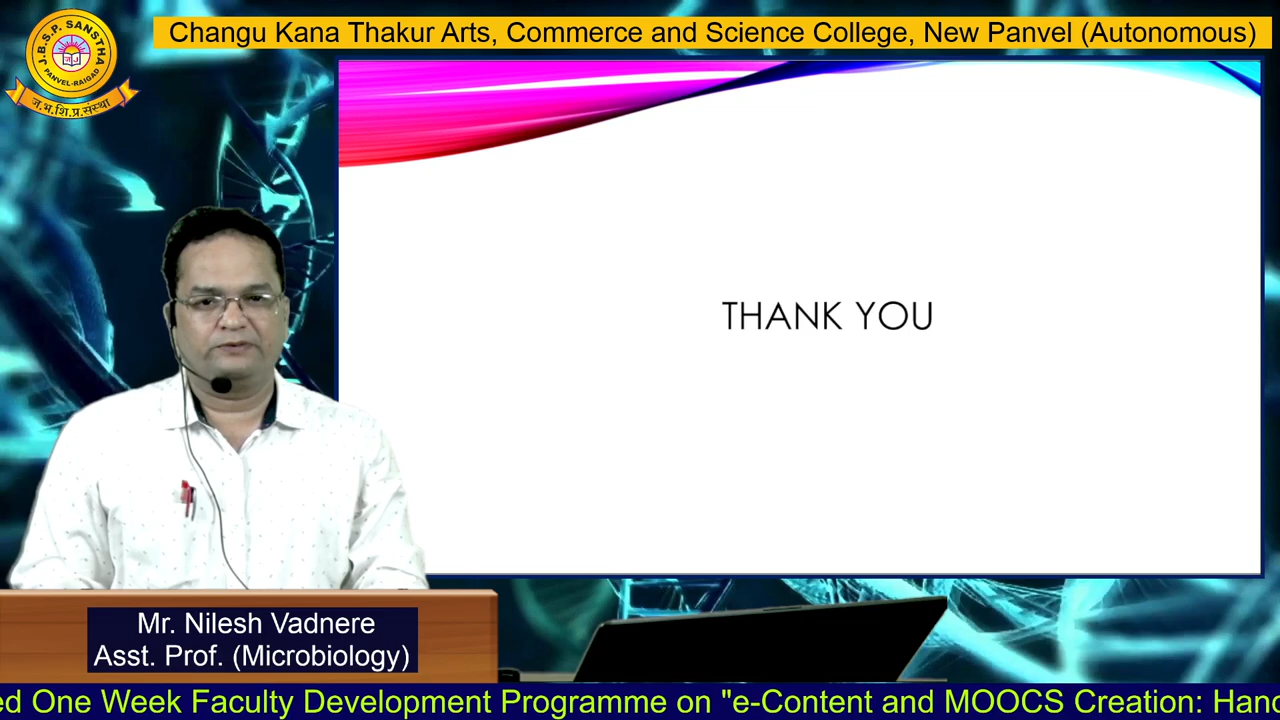 J.B.S.P. SANSTHA
PANVEL-RAIGAD
ज.भ.शि.प्र.संस्था
Changu Kana Thakur Arts, Commerce and Science College, New Panvel (Autonomous)
THANK YOU
Mr. Nilesh Vadnere
Asst. Prof. (Microbiology)
ed One Week Faculty Development Programme on "e-Content and MOOCS Creation: Hand